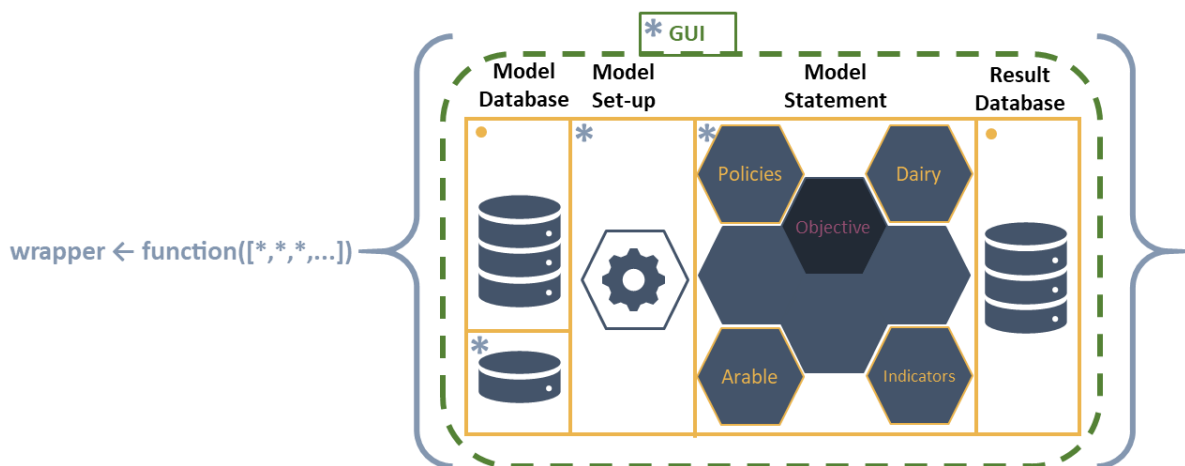 * GUI
Model
Database
Model
Set-up
Model
Statement
Result
Database
*
*
Policies
Dairy
Objective
wrapper ← function([*,*,*,...])
*
Arable
Indicators